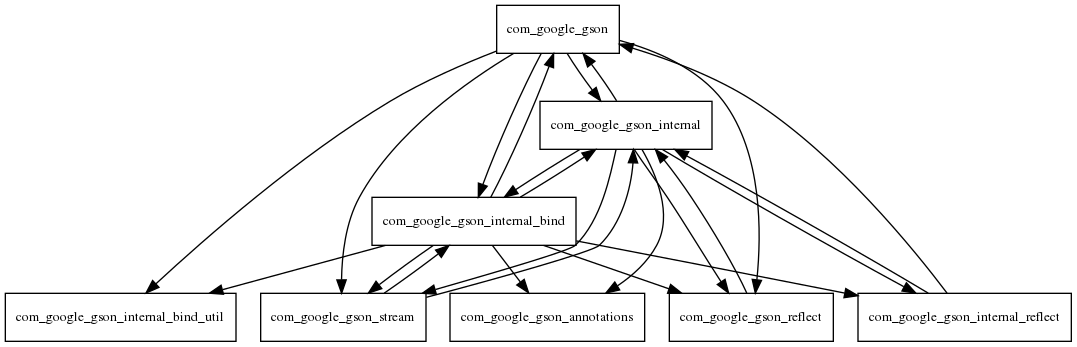 com_google_gson
com_google_gson_internal
com_google_gson_internal_bind
com_google_gson_internal_bind_util
com_google_gson_stream
com_google_gson_annotations
com_google_gson_reflect
com_google_gson_internal_reflect